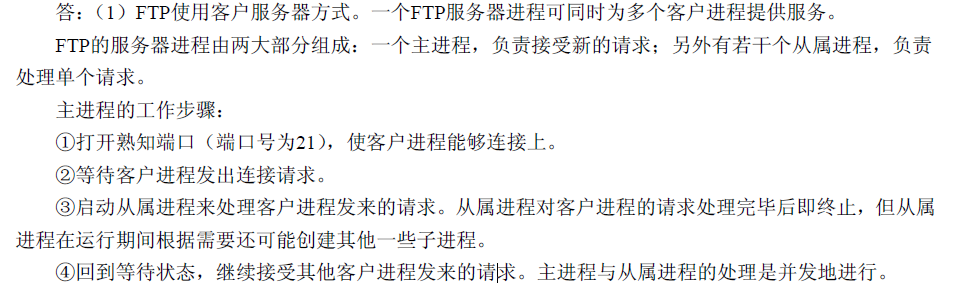 答：（1）FTP使用客户服务器方式。一个FTP服务器进程可同时为多个客户进程提供服务。
FTP的服务器进程由两大部分组成：一个主进程，负责接受新的请求；另外有若干个从属进程，负责
处理单个请求。
主进程的工作步骤：
①打开熟知端口（端口号为21），使客户进程能够连接上。
②等待客户进程发出连接请求。
③启动从属进程来处理客户进程发来的请求。从属进程对客户进程的请求处理完毕后即终止，但从属
进程在运行期间根据需要还可能创建其他一些子进程。
④回到等待状态，继续接受其他客户进程发来的请求。主进程与从属进程的处理是并发地进行。